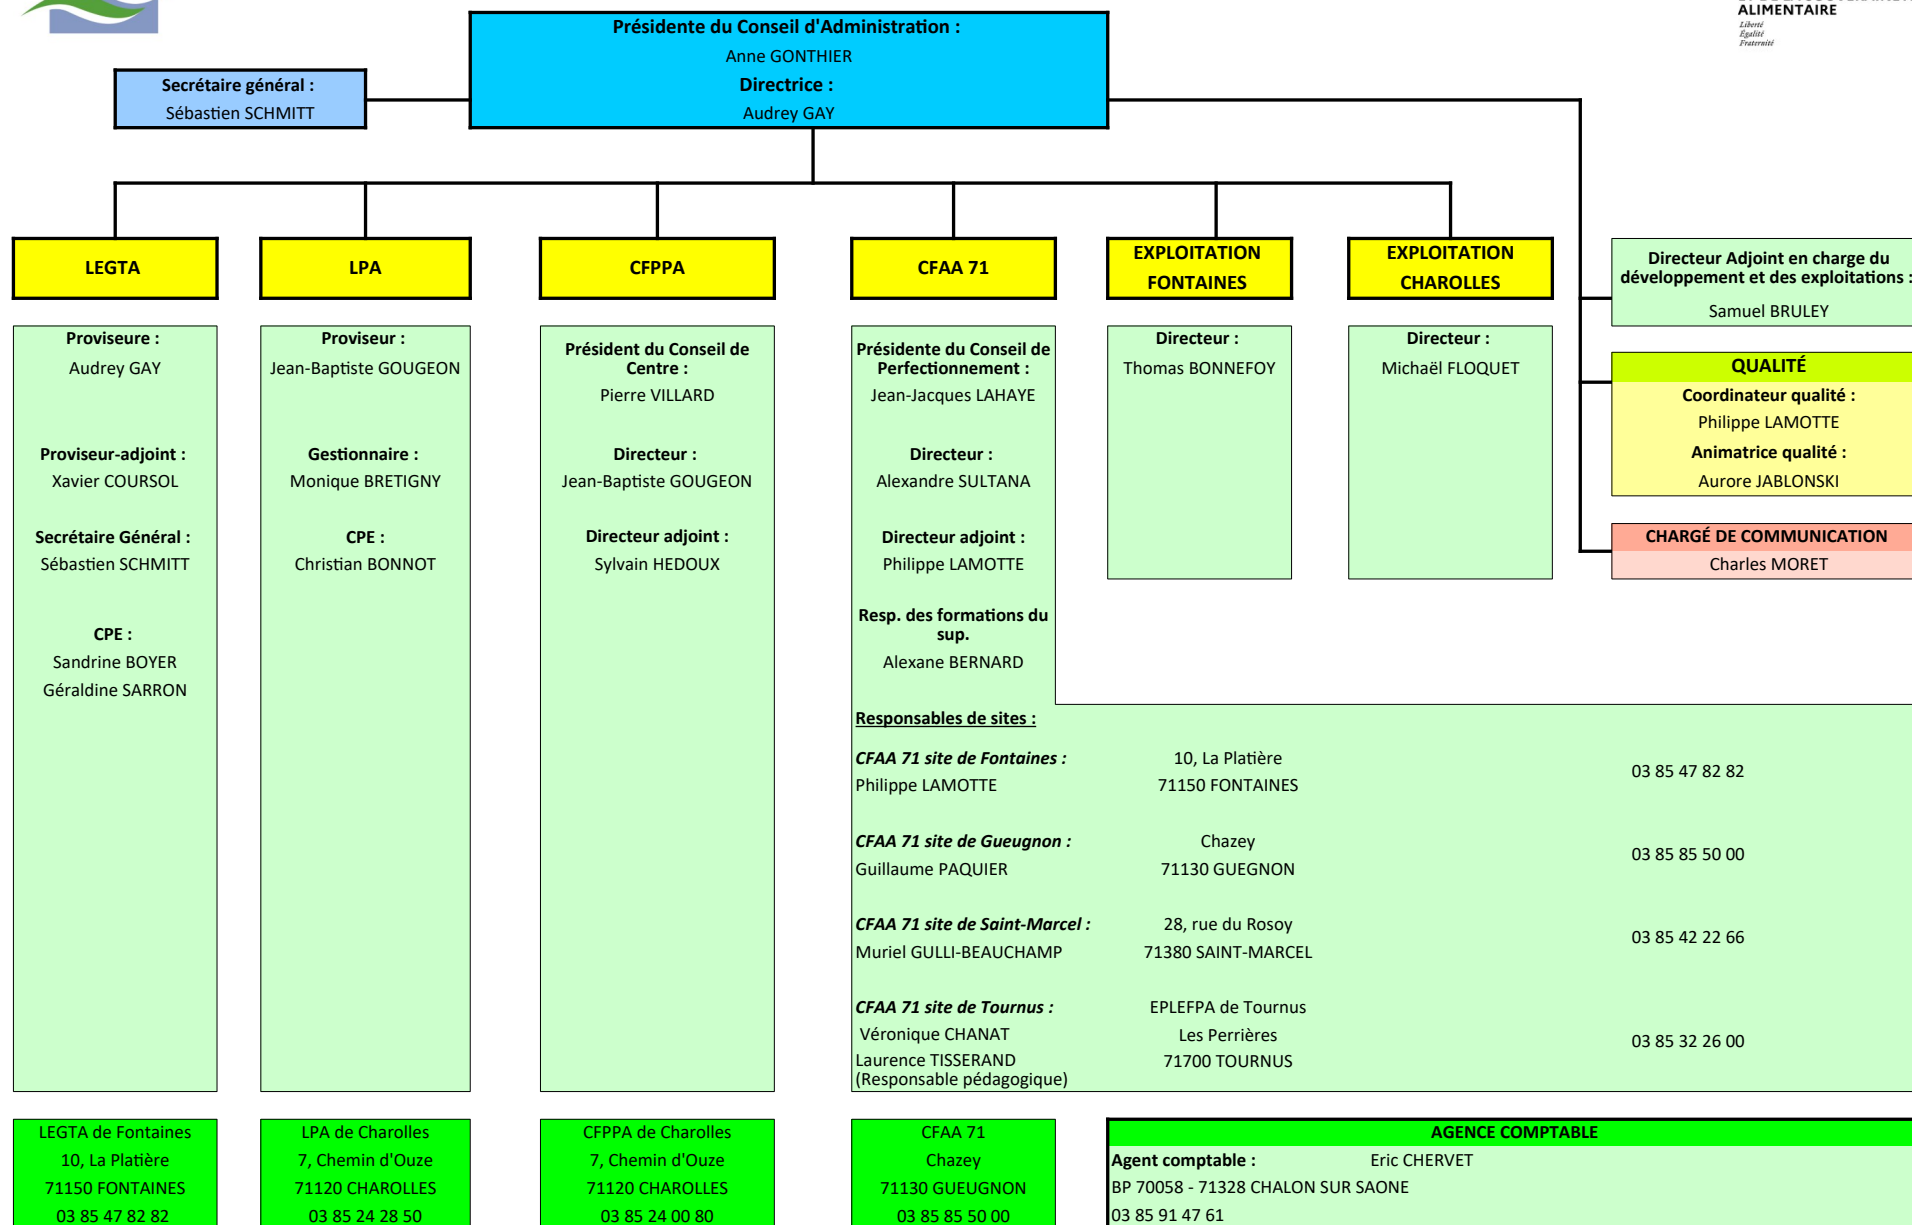 ALIMENTAIRE
Liberté
Égalité
Fraternité
Présidente du Conseil d'Administration :
Anne GONTHIER
Directrice :
Audrey GAY
Secrétaire général :
Sébastien SCHMITT
LEGTA
Proviseure :
Audrey GAY
Proviseur-adjoint :
Xavier COURSOL
Secrétaire Général :
Sébastien SCHMITT
CPE :
Sandrine BOYER
Géraldine SARRON
LPA
Proviseur :
Jean-Baptiste GOUGEON
Gestionnaire :
Monique BRETIGNY
CPE :
Christian BONNOT
CFPPA
Président du Conseil de
Centre :
Pierre VILLARD
Directeur :
Jean-Baptiste GOUGEON
Directeur adjoint :
Sylvain HEDOUX
CFAA 71
Présidente du Conseil de
Perfectionnement :
Jean-Jacques LAHAYE
Directeur :
Alexandre SULTANA
Directeur adjoint :
Philippe LAMOTTE
Resp. des formations du
sup.
Alexane BERNARD
EXPLOITATION
FONTAINES
Directeur :
Thomas BONNEFOY
EXPLOITATION
CHAROLLES
Directeur :
Michaël FLOQUET
Directeur Adjoint en charge du
développement et des exploitations :
Samuel BRULEY
QUALITÉ
Coordinateur qualité :
Philippe LAMOTTE
Animatrice qualité :
Aurore JABLONSKI
CHARGÉ DE COMMUNICATION
Charles MORET
Responsables de sites :
CFAA 71 site de Fontaines :
Philippe LAMOTTE
10, La Platière
71150 FONTAINES
03 85 47 82 82
CFAA 71 site de Gueugnon :
Guillaume PAQUIER
Chazey
71130 GUEGNON
03 85 85 50 00
CFAA 71 site de Saint-Marcel :
Muriel GULLI-BEAUCHAMP
28, rue du Rosoy
71380 SAINT-MARCEL
03 85 42 22 66
CFAA 71 site de Tournus :
Véronique CHANAT
Laurence TISSERAND
(Responsable pédagogique)
EPLEFPA de Tournus
Les Perrières
71700 TOURNUS
03 85 32 26 00
LEGTA de Fontaines
10, La Platière
71150 FONTAINES
03 85 47 82 82
LPA de Charolles
7, Chemin d'Ouze
71120 CHAROLLES
03 85 24 28 50
CFPPA de Charolles
7, Chemin d'Ouze
71120 CHAROLLES
03 85 24 00 80
CFAA 71
Chazey
71130 GUEUGNON
03 85 85 50 00
AGENCE COMPTABLE
Agent comptable : Eric CHERVET
BP 70058 - 71328 CHALON SUR SAONE
03 85 91 47 61